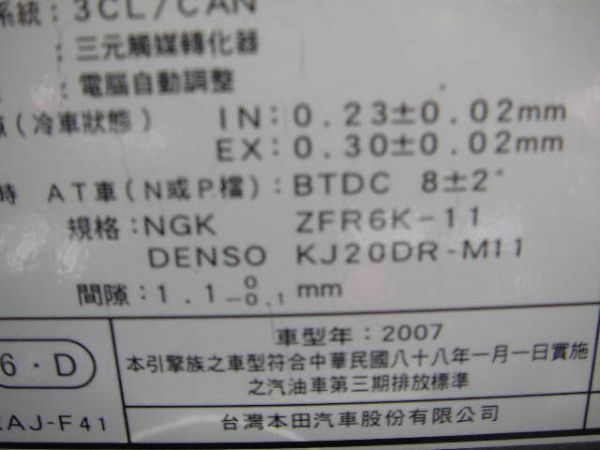 系統：3CL/CAN
：三元觸媒轉化器
：電腦自動調整
(冷車狀態) IN：0.23±0.02mm
EX：0.30±0.02mm
時 AT車(N或P檔)：BTDC 8±2°
規格：NGK ZFR6K-11
DENSO KJ20DR-M11
間隙：1.1 -0/0.1 mm
6·D
車型年：2007
本引擎族之車型符合中華民國八十八年一月一日實施
之汽油車第三期排放標準
AJ-F41
台灣本田汽車股份有限公司